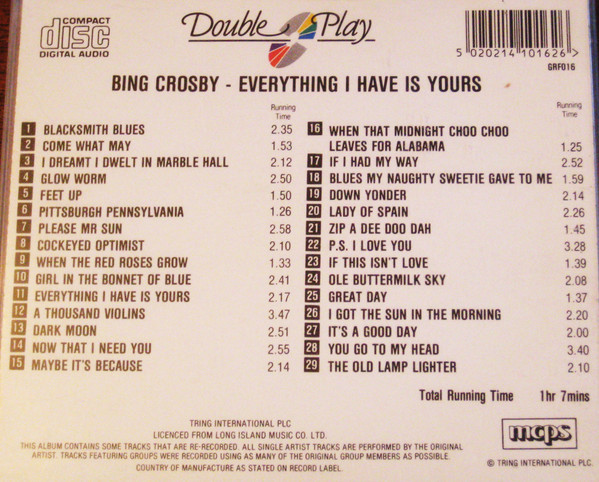 COMPACT
disc
DIGITAL AUDIO
Double Play
5 020214 101626 >
GRF016
BING CROSBY - EVERYTHING I HAVE IS YOURS
Running
Time
1 BLACKSMITH BLUES 2.35
2 COME WHAT MAY 1.53
3 I DREAMT I DWELT IN MARBLE HALL 2.12
4 GLOW WORM 2.50
5 FEET UP 1.50
6 PITTSBURGH PENNSYLVANIA 1.26
7 PLEASE MR SUN 2.58
8 COCKEYED OPTIMIST 2.10
9 WHEN THE RED ROSES GROW 1.33
10 GIRL IN THE BONNET OF BLUE 2.41
11 EVERYTHING I HAVE IS YOURS 2.17
12 A THOUSAND VIOLINS 3.47
13 DARK MOON 2.51
14 NOW THAT I NEED YOU 2.55
15 MAYBE IT'S BECAUSE 2.14
Running
Time
16 WHEN THAT MIDNIGHT CHOO CHOO
LEAVES FOR ALABAMA 1.25
17 IF I HAD MY WAY 2.52
18 BLUES MY NAUGHTY SWEETIE GAVE TO ME 1.59
19 DOWN YONDER 2.14
20 LADY OF SPAIN 2.26
21 ZIP A DEE DOO DAH 1.45
22 P.S. I LOVE YOU 3.28
23 IF THIS ISN'T LOVE 1.39
24 OLE BUTTERMILK SKY 2.08
25 GREAT DAY 1.37
26 I GOT THE SUN IN THE MORNING 2.20
27 IT'S A GOOD DAY 2.00
28 YOU GO TO MY HEAD 3.40
29 THE OLD LAMP LIGHTER 2.10
Total Running Time 1hr 7mins
TRING INTERNATIONAL PLC
LICENCED FROM LONG ISLAND MUSIC CO. LTD.
THIS ALBUM CONTAINS SOME TRACKS THAT ARE RE-RECORDED. ALL SINGLE ARTIST TRACKS ARE PERFORMED BY THE ORIGINAL
ARTIST. TRACKS FEATURING GROUPS WERE RECORDED USING AS MANY OF THE ORIGINAL GROUP MEMBERS AS POSSIBLE.
COUNTRY OF MANUFACTURE AS STATED ON RECORD LABEL.
mcps
© TRING INTERNATIONAL PLC.